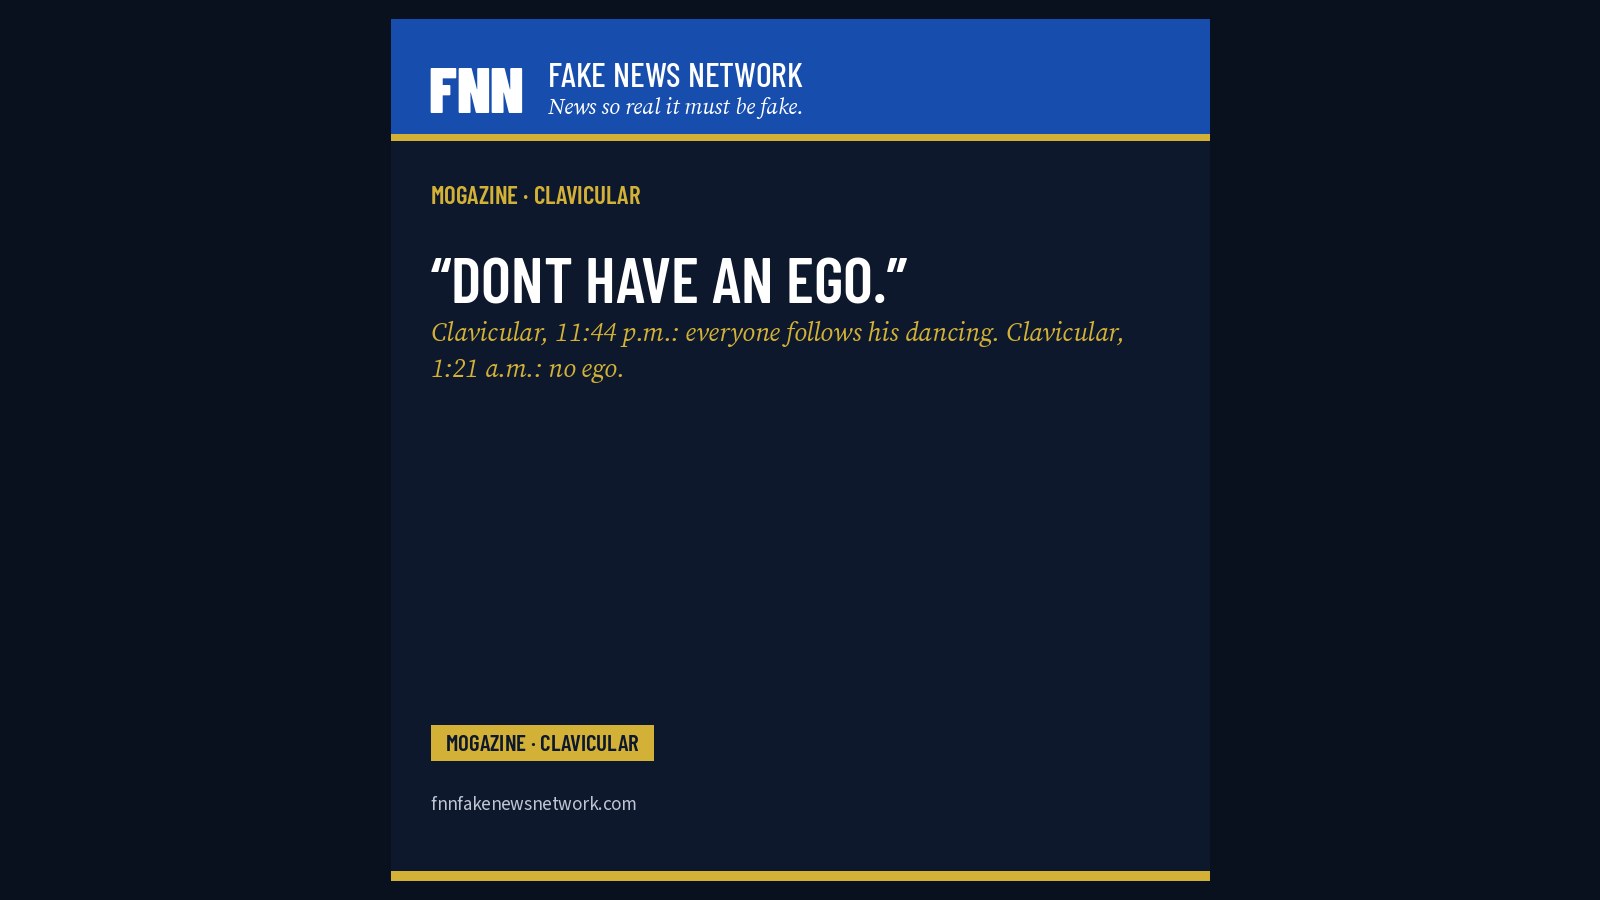 FNN
FAKE NEWS NETWORK
News so real it must be fake.
MOGAZINE · CLAVICULAR
“DONT HAVE AN EGO.”
Clavicular, 11:44 p.m.: everyone follows his dancing. Clavicular,
1:21 a.m.: no ego.
MOGAZINE · CLAVICULAR
fnnfakenewsnetwork.com